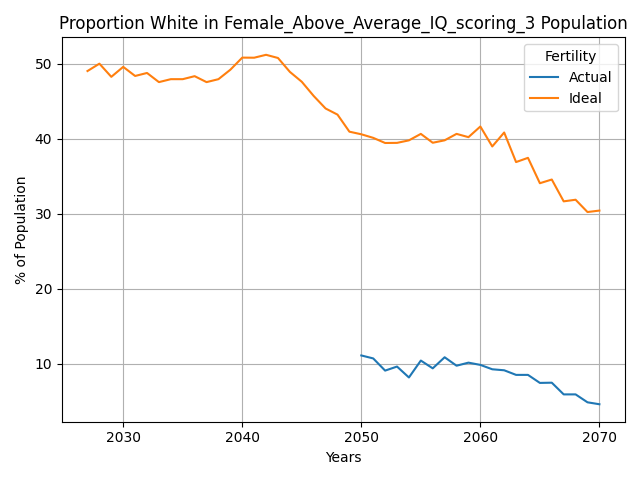 Proportion White in Female_Above_Average_IQ_scoring_3 Population
Fertility
Actual
Ideal
% of Population
50
40
30
20
10
2030 2040 2050 2060 2070
Years